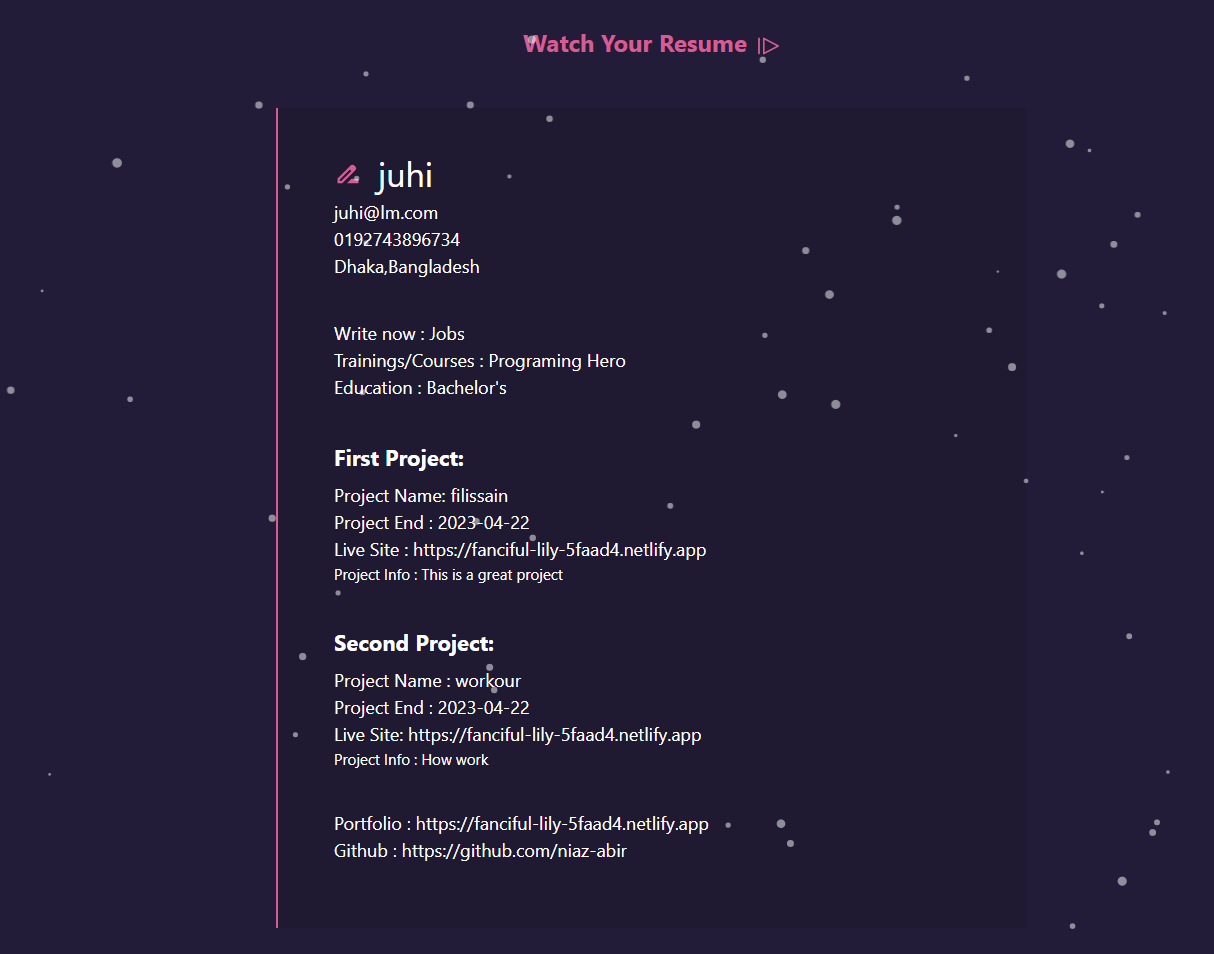 Watch Your Resume
juhi
juhi@lm.com
0192743896734
Dhaka,Bangladesh
Write now : Jobs
Trainings/Courses : Programing Hero
Education : Bachelor's
First Project:
Project Name: filissain
Project End : 2023-04-22
Live Site : https://fanciful-lily-5faad4.netlify.app
Project Info : This is a great project
Second Project:
Project Name : workour
Project End : 2023-04-22
Live Site: https://fanciful-lily-5faad4.netlify.app
Project Info : How work
Portfolio : https://fanciful-lily-5faad4.netlify.app
Github : https://github.com/niaz-abir